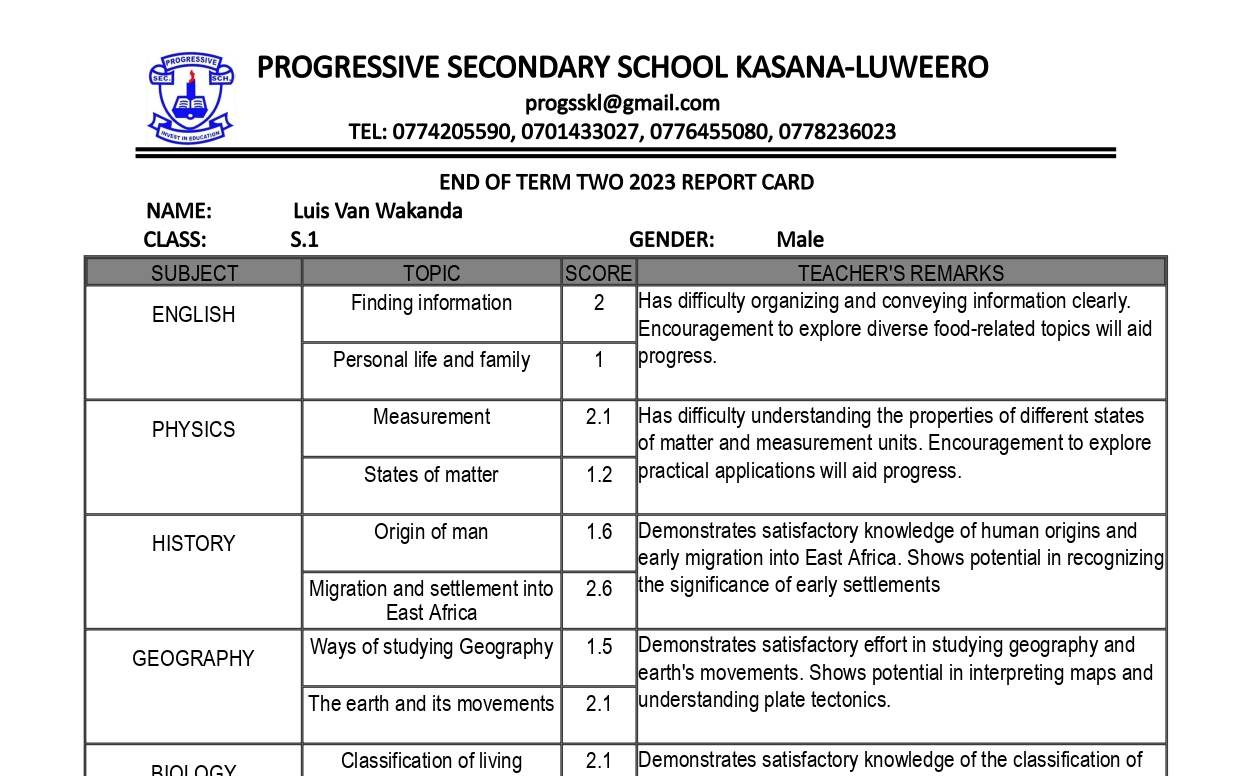 PROGRESSIVE
SEC. SCH.
INVEST IN EDUCATION
PROGRESSIVE SECONDARY SCHOOL KASANA-LUWEERO
progsskl@gmail.com
TEL: 0774205590, 0701433027, 0776455080, 0778236023
END OF TERM TWO 2023 REPORT CARD
NAME: Luis Van Wakanda
CLASS: S.1 GENDER: Male
SUBJECT TOPIC SCORE TEACHER'S REMARKS
ENGLISH
Finding information 2
Personal life and family 1
Has difficulty organizing and conveying information clearly.
Encouragement to explore diverse food-related topics will aid
progress.
PHYSICS
Measurement 2.1
States of matter 1.2
Has difficulty understanding the properties of different states
of matter and measurement units. Encouragement to explore
practical applications will aid progress.
HISTORY
Origin of man 1.6
Migration and settlement into
East Africa
2.6
Demonstrates satisfactory knowledge of human origins and
early migration into East Africa. Shows potential in recognizing
the significance of early settlements
GEOGRAPHY
Ways of studying Geography 1.5
The earth and its movements 2.1
Demonstrates satisfactory effort in studying geography and
earth's movements. Shows potential in interpreting maps and
understanding plate tectonics.
BIOLOGY
Classification of living 2.1
Demonstrates satisfactory knowledge of the classification of